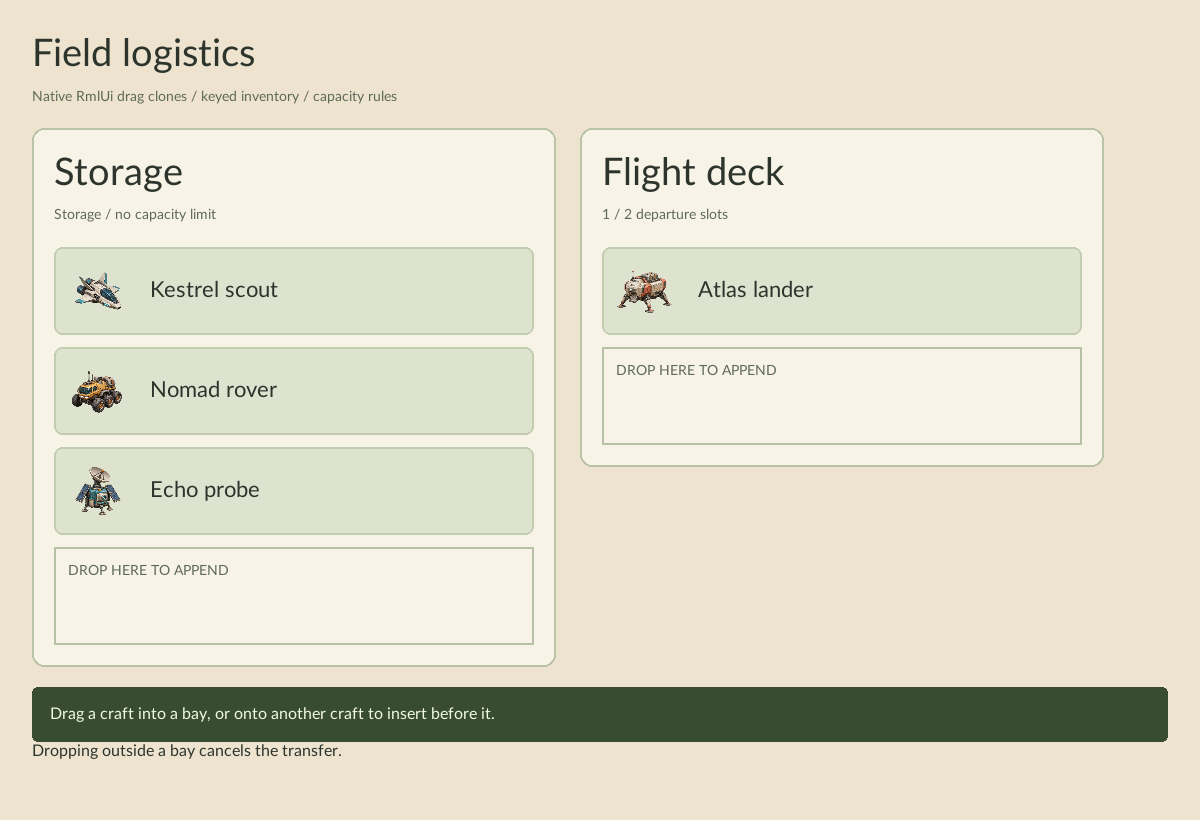 Field logistics
Native RmlUi drag clones / keyed inventory / capacity rules
Storage
Storage / no capacity limit
Kestrel scout
Nomad rover
Echo probe
DROP HERE TO APPEND
Flight deck
1 / 2 departure slots
Atlas lander
DROP HERE TO APPEND
Drag a craft into a bay, or onto another craft to insert before it.
Dropping outside a bay cancels the transfer.